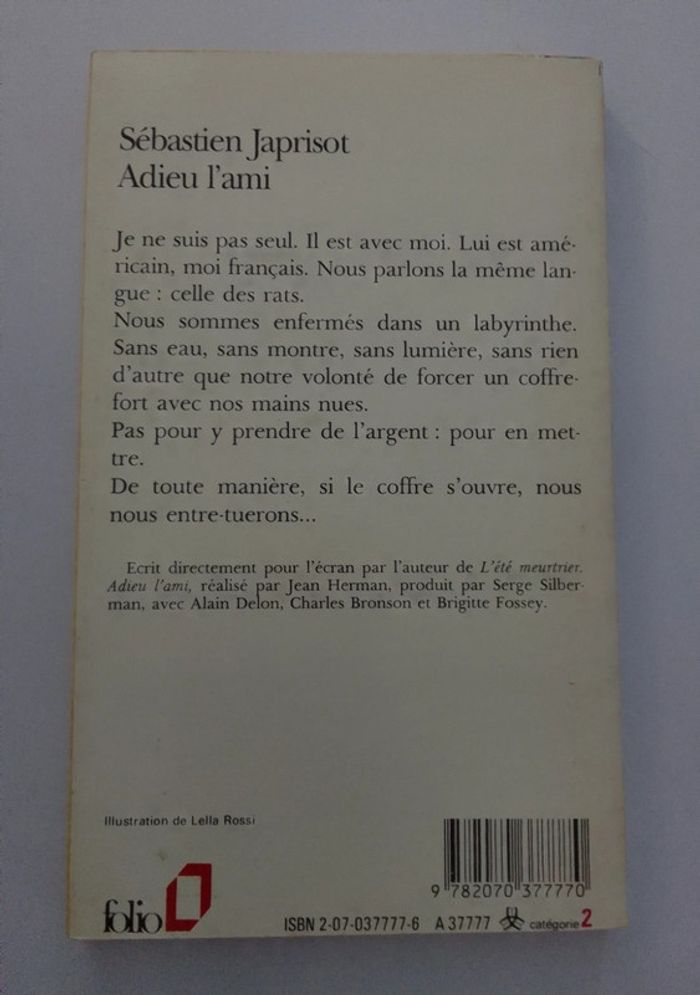 Sébastien Japrisot
Adieu l'ami
Je ne suis pas seul. Il est avec moi. Lui est amé-
ricain, moi français. Nous parlons la même lan-
gue : celle des rats.
Nous sommes enfermés dans un labyrinthe.
Sans eau, sans montre, sans lumière, sans rien
d'autre que notre volonté de forcer un coffre-
fort avec nos mains nues.
Pas pour y prendre de l'argent : pour en met-
tre.
De toute manière, si le coffre s'ouvre, nous
nous entre-tuerons...
Ecrit directement pour l'écran par l'auteur de L'été meurtrier.
Adieu l'ami, réalisé par Jean Herman, produit par Serge Silber-
man, avec Alain Delon, Charles Bronson et Brigitte Fossey.
Illustration de Lella Rossi
9 782070 377770
folio
ISBN 2-07-037777-6 A 37777 catégorie 2